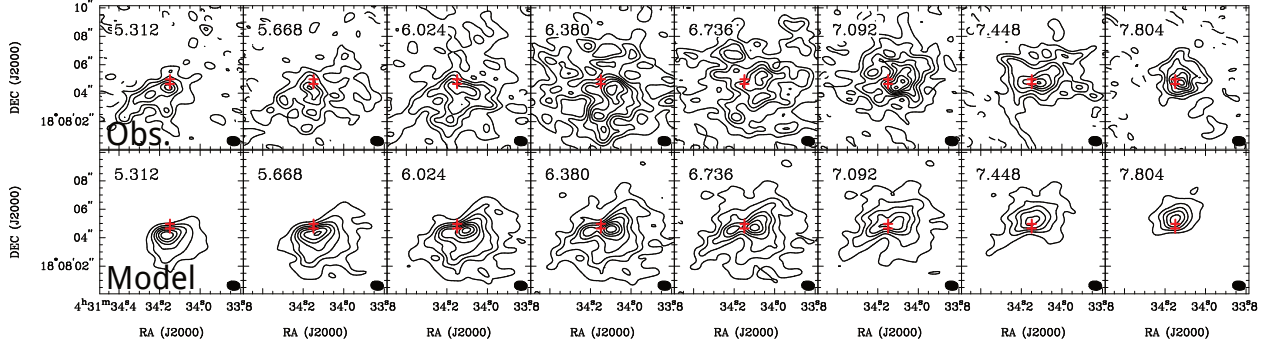 10"
5.312 5.668 6.024 6.380 6.736 7.092 7.448 7.804
08"
06"
DEC (J2000)
04"
18°08'02"
Obs.
5.312 5.668 6.024 6.380 6.736 7.092 7.448 7.804
08"
06"
DEC (J2000)
04"
18°08'02"
Model
4ʰ31ᵐ34ˢ.4 34ˢ.2 34ˢ.0 33ˢ.8 34ˢ.2 34ˢ.0 33ˢ.8 34ˢ.2 34ˢ.0 33ˢ.8 34ˢ.2 34ˢ.0 33ˢ.8 34ˢ.2 34ˢ.0 33ˢ.8 34ˢ.2 34ˢ.0 33ˢ.8 34ˢ.2 34ˢ.0 33ˢ.8 34ˢ.2 34ˢ.0 33ˢ.8
RA (J2000) RA (J2000) RA (J2000) RA (J2000) RA (J2000) RA (J2000) RA (J2000) RA (J2000)